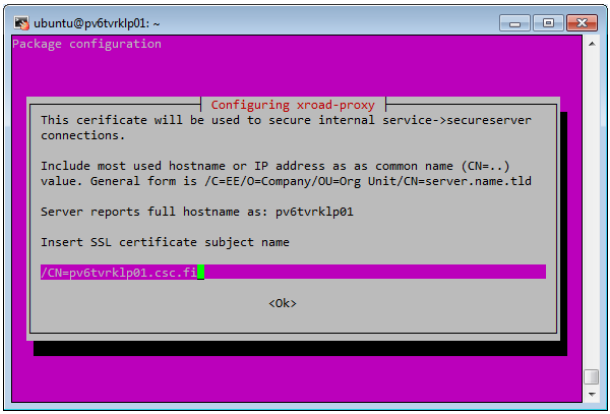 ubuntu@pv6tvrklp01: ~
Package configuration
Configuring xroad-proxy
This cerificate will be used to secure internal service->secureserver
connections.
Include most used hostname or IP address as as common name (CN=..)
value. General form is /C=EE/O=Company/OU=Org Unit/CN=server.name.tld
Server reports full hostname as: pv6tvrklp01
Insert SSL certificate subject name
/CN=pv6tvrklp01.csc.fi
<Ok>